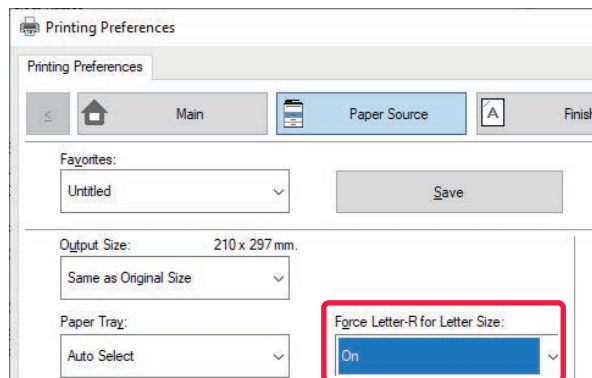 Printing Preferences
Printing Preferences
Main
Paper Source
Favorites:
Untitled
Save
Output Size: 210 x 297 mm.
Same as Original Size
Paper Tray:
Force Letter-R for Letter Size:
Auto Select
On